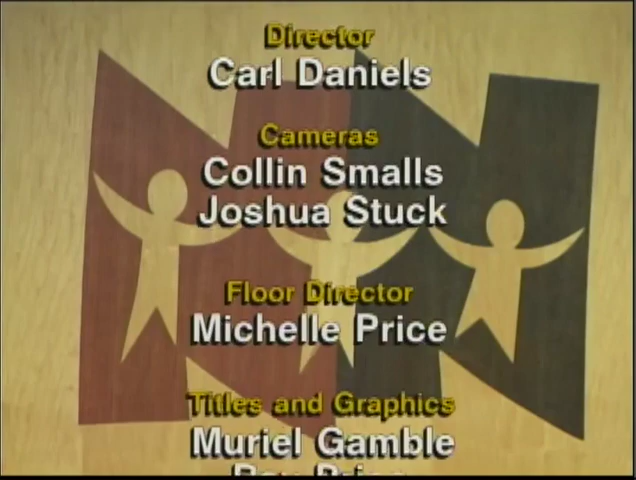 Director
Carl Daniels
Cameras
Collin Smalls
Joshua Stuck
Floor Director
Michelle Price
Titles and Graphics
Muriel Gamble